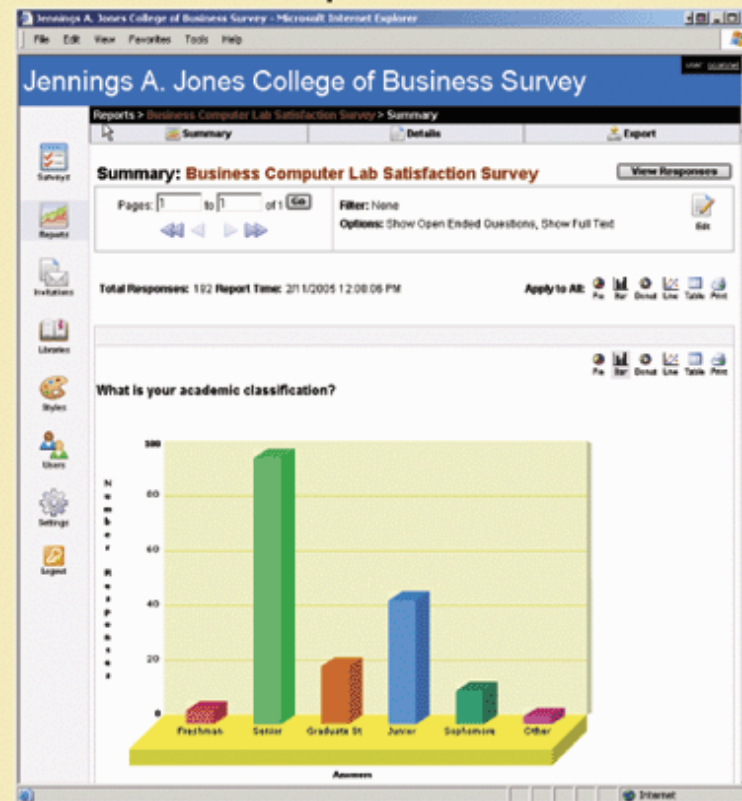 Jennings A. Jones College of Business Survey - Microsoft Internet Explorer
File Edit View Favorites Tools Help
Jennings A. Jones College of Business Survey
user
Reports > Business Computer Lab Satisfaction Survey > Summary
Summary Details Export
Surveys
Reports
Invitations
Libraries
Styles
Users
Settings
Logout
Summary: Business Computer Lab Satisfaction Survey
View Responses
Pages: 1 to 1 of 1 Go
Filter: None
Options: Show Open Ended Questions, Show Full Text
Edit
Total Responses: 192 Report Time: 2/11/2005 12:08:06 PM
Apply to All: Pie Bar Donut Line Table Print
Pie Bar Donut Line Table Print
What is your academic classification?
Number Responses
100
80
60
40
20
0
Freshman Senior Graduate St Junior Sophomore Other
Answers
Internet